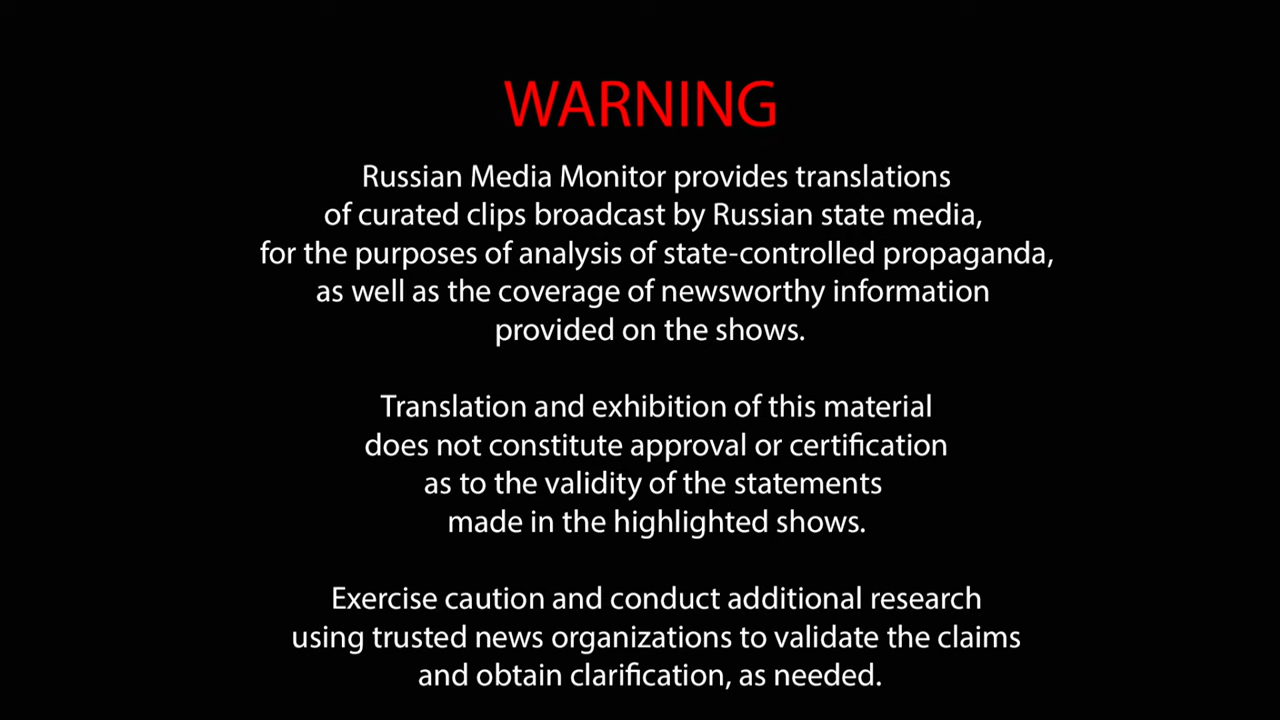 WARNING
Russian Media Monitor provides translations
of curated clips broadcast by Russian state media,
for the purposes of analysis of state-controlled propaganda,
as well as the coverage of newsworthy information
provided on the shows.
Translation and exhibition of this material
does not constitute approval or certification
as to the validity of the statements
made in the highlighted shows.
Exercise caution and conduct additional research
using trusted news organizations to validate the claims
and obtain clarification, as needed.